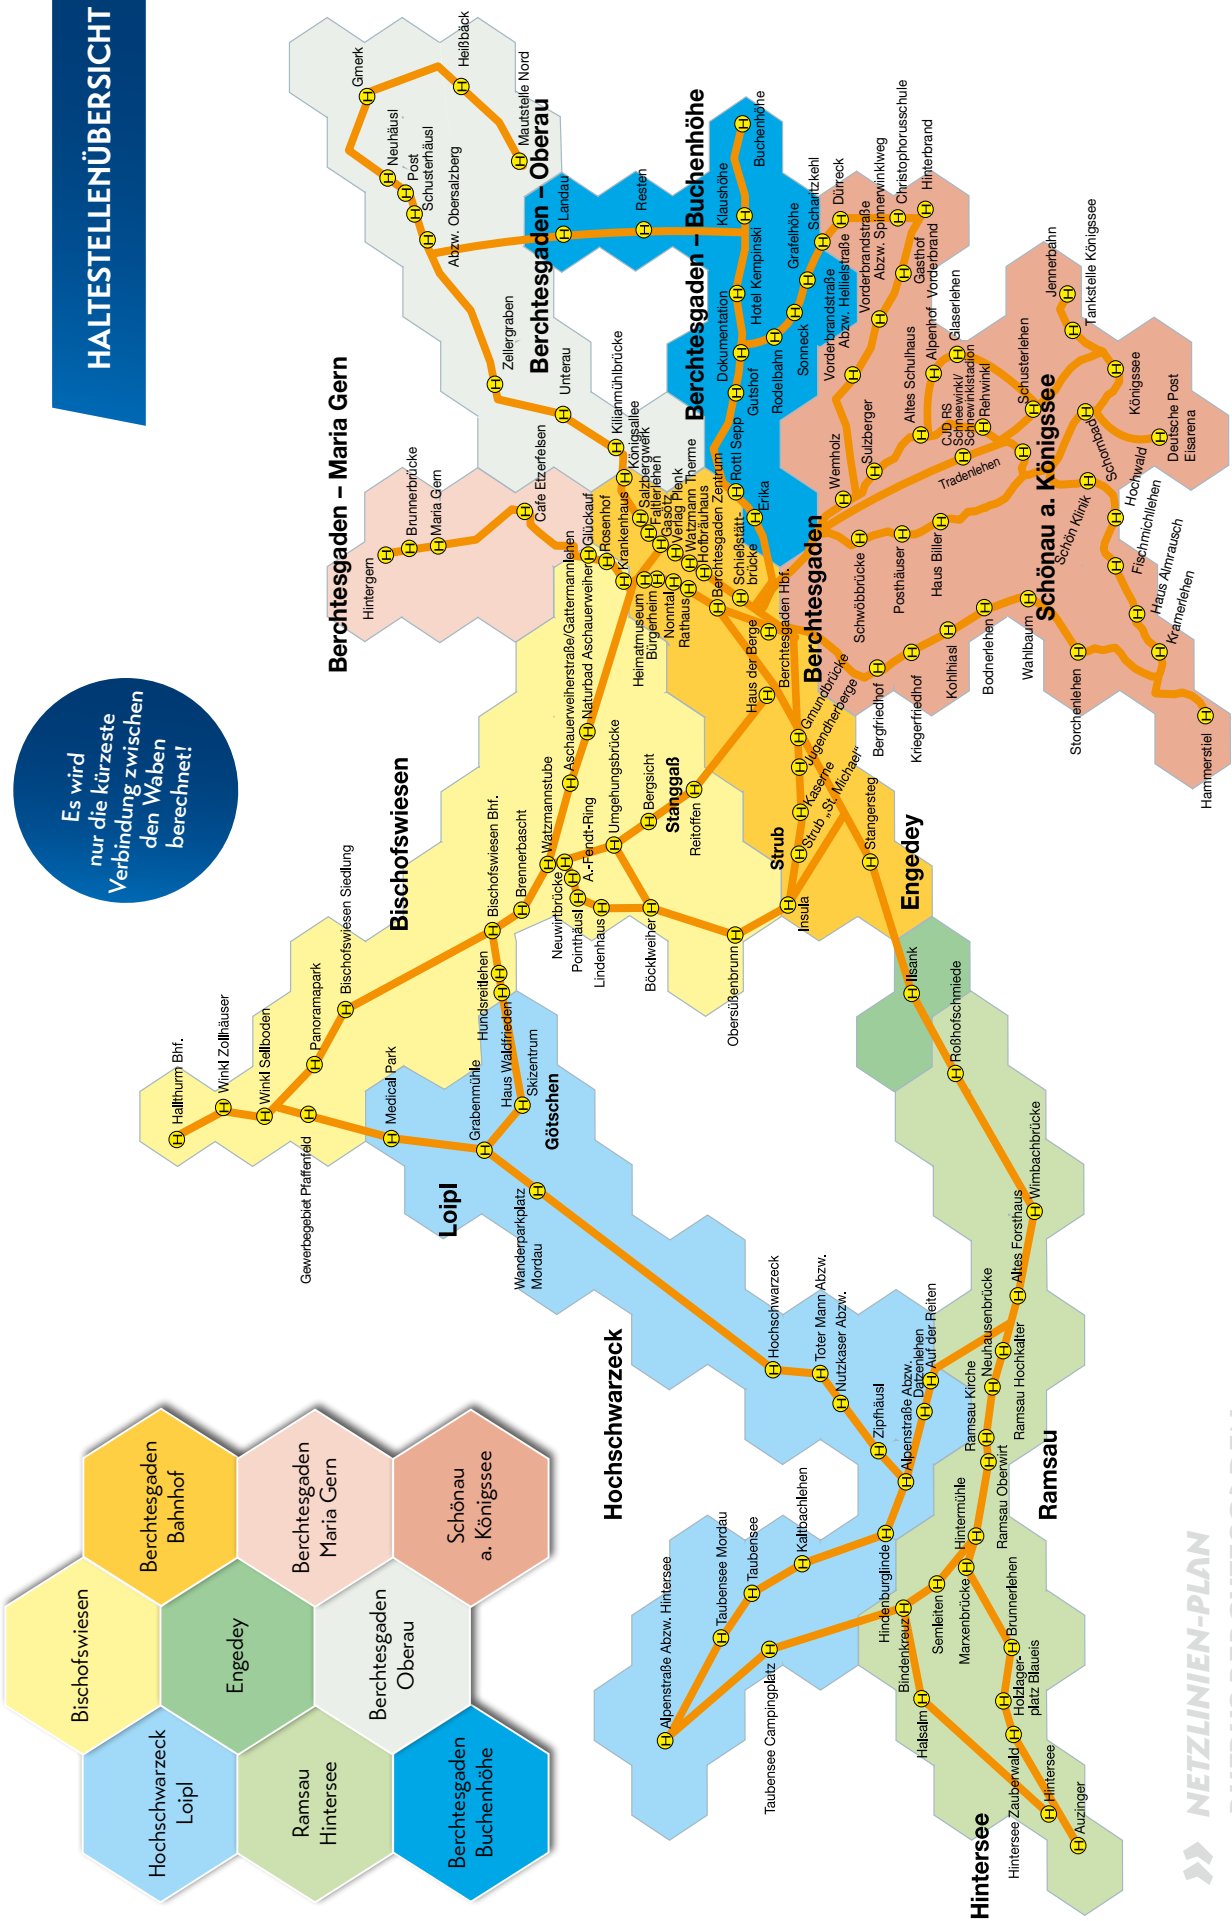 HALTESTELLENÜBERSICHT
Es wird
nur die kürzeste
Verbindung zwischen
den Waben
berechnet!
Bischofswiesen
Berchtesgaden
Bahnhof
Hochschwarzeck
Loipl
Engedey
Berchtesgaden
Maria Gern
Ramsau
Hintersee
Berchtesgaden
Oberau
Schönau
a. Königssee
Berchtesgaden
Buchenhöhe
Berchtesgaden – Maria Gern
Hintergern
Brunnerbrücke
Maria Gern
Cafe Etzerfelsen
Glückauf
Rosenhof
Krankenhaus
Berchtesgaden – Oberau
Gmerk
Heißbäck
Mautstelle Nord
Neuhäusl
Post
Schusterhäusl
Abzw. Obersalzberg
Zellergraben
Unterau
Kilianmühlbrücke
Königsallee
Salzbergwerk
Faltlerlehen
Gasötz
Verlag Plenk
Watzmann Therme
Hofbräuhaus
Berchtesgaden Zentrum
Berchtesgaden – Buchenhöhe
Landau
Resten
Buchenhöhe
Klaushöhe
Hotel Kempinski
Dokumentation
Gutshof
Rottl Sepp
Erika
Schießstätt-
brücke
Rodelbahn
Sonneck
Grafelhöhe
Scharitzkehl
Dürreck
Christophorusschule
Hinterbrand
Gasthof
Vorderbrand
Vorderbrandstraße
Abzw. Spinnerwinklweg
Vorderbrandstraße
Abzw. Hellielstraße
Wemholz
Sulzberger
Altes Schulhaus
Alpenhof
Glaserlehen
CJD RS
Schneewinkl/
Schnewinklstadion
Rehwinkl
Tradenlehen
Schusterlehen
Jennerbahn
Tankstelle Königssee
Königssee
Deutsche Post
Eisarena
Schornbad
Hochwald
Schön Klinik
Fischmichllehen
Haus Almrausch
Kramerlehen
Hammerstiel
Storchenlehen
Wahlbaum
Bodnerlehen
Kohlhiasl
Kriegerfriedhof
Bergfriedhof
Schwöbbrücke
Posthäuser
Haus Biller
Schönau a. Königssee
Berchtesgaden
Berchtesgaden Hbf.
Haus der Berge
Heimatmuseum
Bürgerheim
Nonntal
Rathaus
Gmundbrücke
Jugendherberge
Kaserne
Strub „St. Michael“
Stangersteg
Strub
Engedey
Insula
Bischofswiesen
Aschauerweiherstraße/Gattermannlehen
Naturbad Aschauerweiher
Watzmannstube
Brennerbascht
Bischofswiesen Bhf.
Bischofswiesen Siedlung
Panoramapark
Winkl Sellboden
Winkl Zollhäuser
Hallthurm Bhf.
Gewerbegebiet Pfaffenfeld
Neuwirtbrücke
A.-Fendt-Ring
Pointhäusl
Lindenhaus
Umgehungsbrücke
Bergsicht
Stanggaß
Reitoffen
Böcklweiher
Obersüßenbrunn
Hundsreitlehen
Haus Waldfrieden
Skizentrum
Götschen
Medical Park
Grabenmühle
Loipl
Wanderparkplatz
Mordau
Hochschwarzeck
Hochschwarzeck
Toter Mann Abzw.
Nutzkaser Abzw.
Zipfhäusl
Alpenstraße Abzw.
Datzenlehen
Auf der Reiten
Hindenburglinde
Kaltbachlehen
Taubensee
Taubensee Mordau
Alpenstraße Abzw. Hintersee
Taubensee Campingplatz
Ilsank
Roßhofschmiede
Wimbachbrücke
Altes Forsthaus
Neuhausenbrücke
Ramsau Hochkalter
Ramsau Kirche
Ramsau Oberwirt
Ramsau
Hintermühle
Marxenbrücke
Semleiten
Bindenkreuz
Halsalm
Brunnerlehen
Holzlager-
platz Blaueis
Hintersee Zauberwald
Hintersee
Auzinger
Hintersee
NETZLINIEN-PLAN